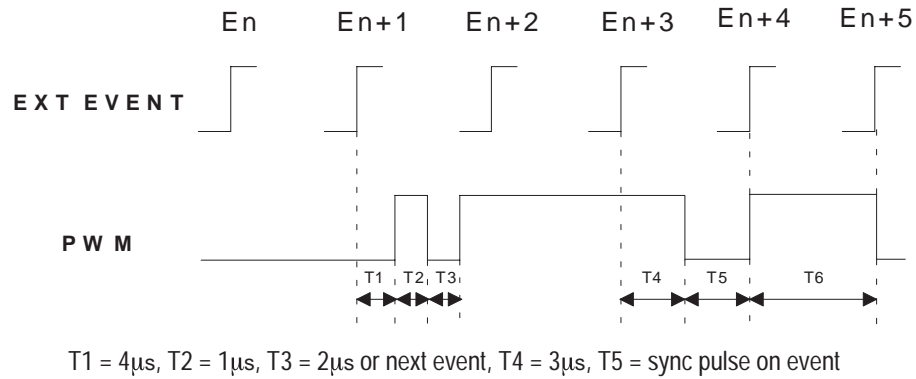 En En+1 En+2 En+3 En+4 En+5
EXT EVENT
PWM
T1 T2 T3 T4 T5 T6
T1 = 4μs, T2 = 1μs, T3 = 2μs or next event, T4 = 3μs, T5 = sync pulse on event